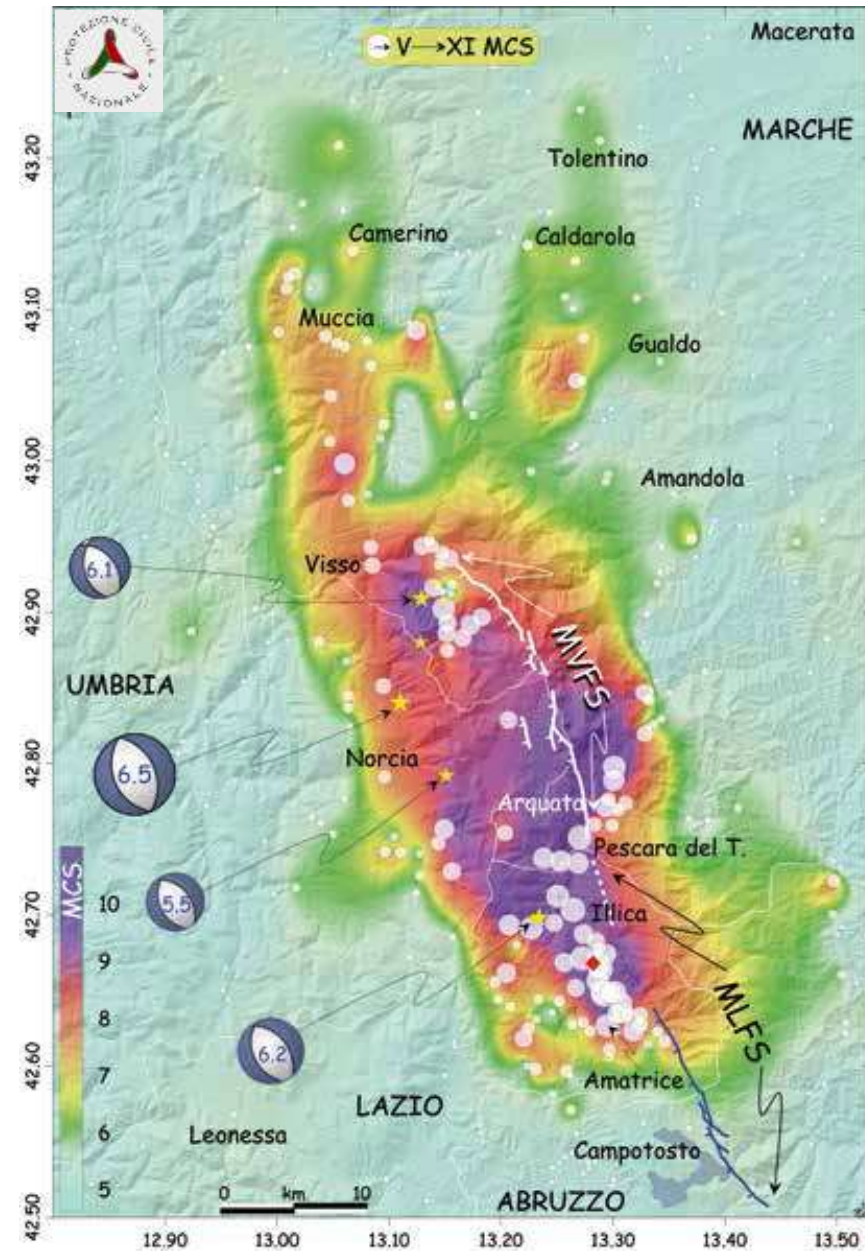 PROTEZIONE CIVILE
NAZIONALE
V → XI MCS
Macerata
MARCHE
43.20
Tolentino
Camerino
Caldarola
43.10
Muccia
Gualdo
43.00
Amandola
Visso
6.1
42.90
MVFS
UMBRIA
6.5
42.80
Norcia
Arquata
Pescara del T.
MCS
10
5.5
42.70
Illica
9
8
MLFS
6.2
7
42.60
Amatrice
LAZIO
6
Leonessa
Campotosto
5
0 km 10
ABRUZZO
42.50
12.90 13.00 13.10 13.20 13.30 13.40 13.50